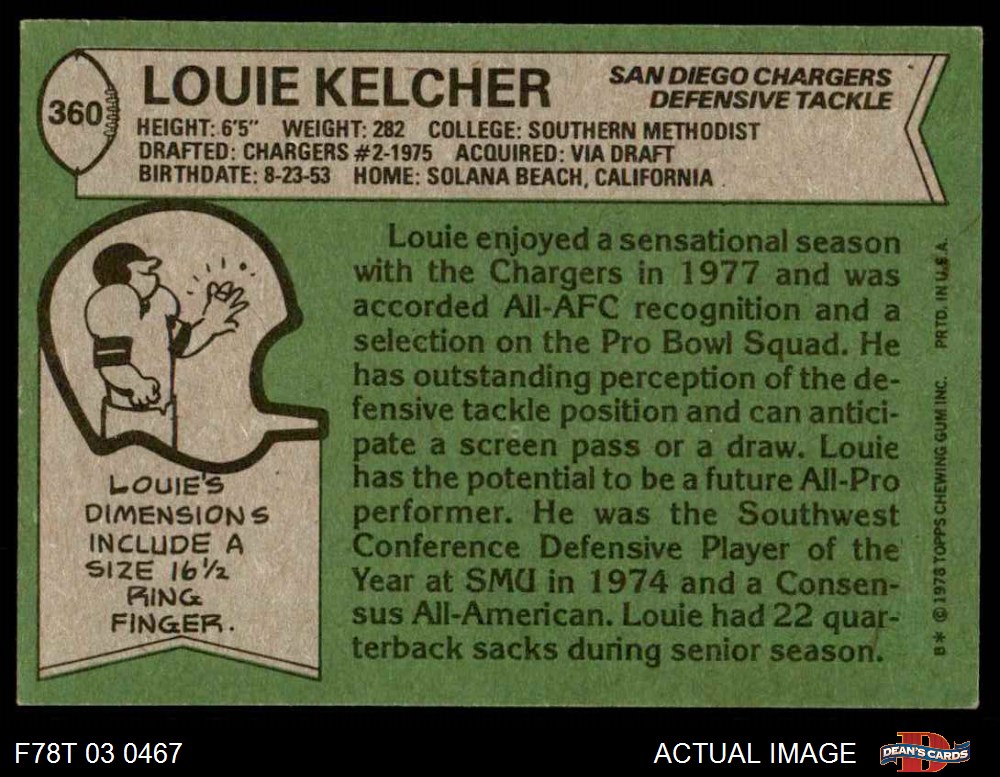 360
LOUIE KELCHER
SAN DIEGO CHARGERS
DEFENSIVE TACKLE
HEIGHT: 6'5" WEIGHT: 282 COLLEGE: SOUTHERN METHODIST
DRAFTED: CHARGERS #2-1975 ACQUIRED: VIA DRAFT
BIRTHDATE: 8-23-53 HOME: SOLANA BEACH, CALIFORNIA
LOUIE'S
DIMENSIONS
INCLUDE A
SIZE 16½
RING
FINGER.
Louie enjoyed a sensational season
with the Chargers in 1977 and was
accorded All-AFC recognition and a
selection on the Pro Bowl Squad. He
has outstanding perception of the de-
fensive tackle position and can antici-
pate a screen pass or a draw. Louie
has the potential to be a future All-Pro
performer. He was the Southwest
Conference Defensive Player of the
Year at SMU in 1974 and a Consen-
sus All-American. Louie had 22 quar-
terback sacks during senior season.
B* © 1978 TOPPS CHEWING GUM INC. PRTD. IN U.S.A.
F78T 03 0467
ACTUAL IMAGE
D
DEAN'S CARDS